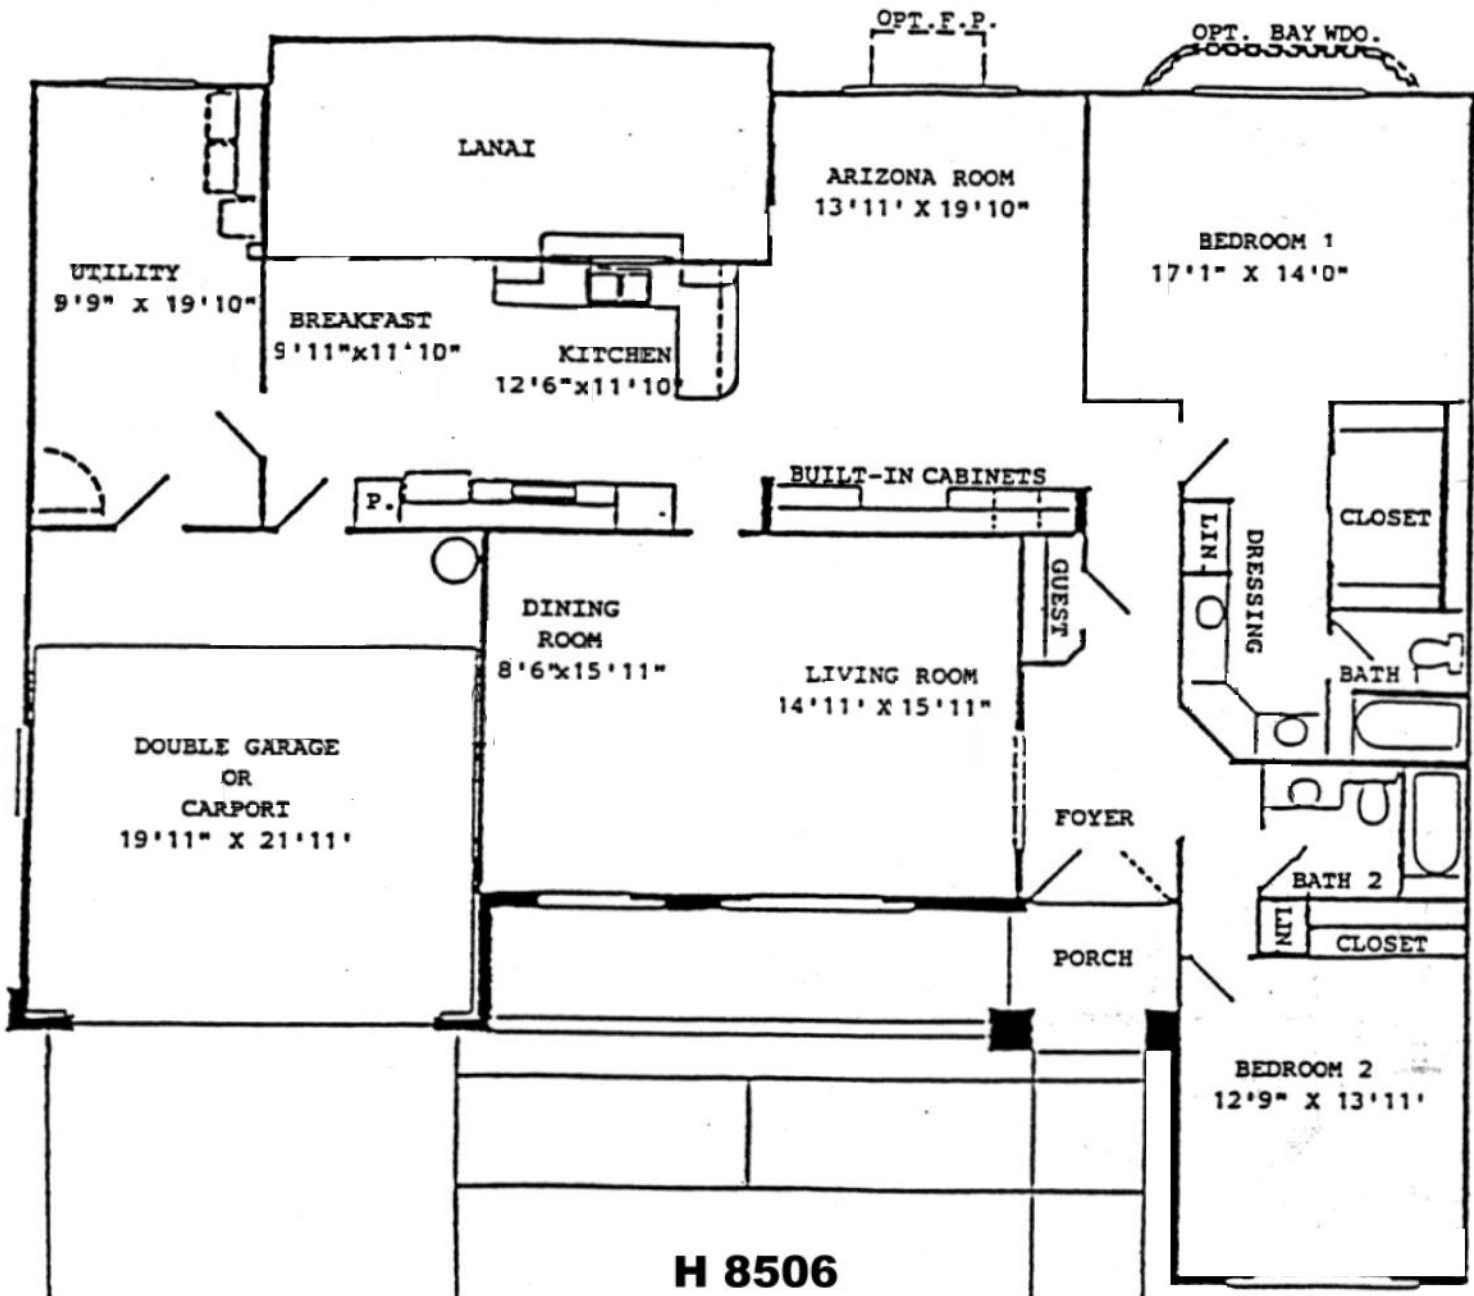 OPT.F.P.
OPT. BAY WDO.
LANAI
ARIZONA ROOM
13'11' X 19'10"
BEDROOM 1
17'1" X 14'0"
UTILITY
9'9" X 19'10"
BREAKFAST
9'11"x11'10"
KITCHEN
12'6"x11'10
BUILT-IN CABINETS
P.
CLOSET
LIN.
DRESSING
GUEST
DINING
ROOM
8'6"x15'11"
LIVING ROOM
14'11' X 15'11"
BATH 1
DOUBLE GARAGE
OR
CARPORT
19'11" X 21'11'
FOYER
BATH 2
LIN
CLOSET
PORCH
BEDROOM 2
12'9" X 13'11'
H 8506